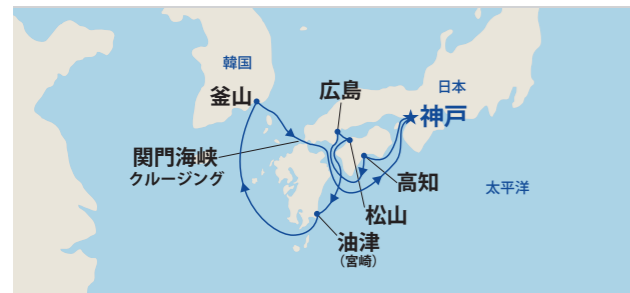 韓国
釜山
広島
日本
神戸
関門海峡
クルージング
高知
太平洋
松山
油津
(宮崎)